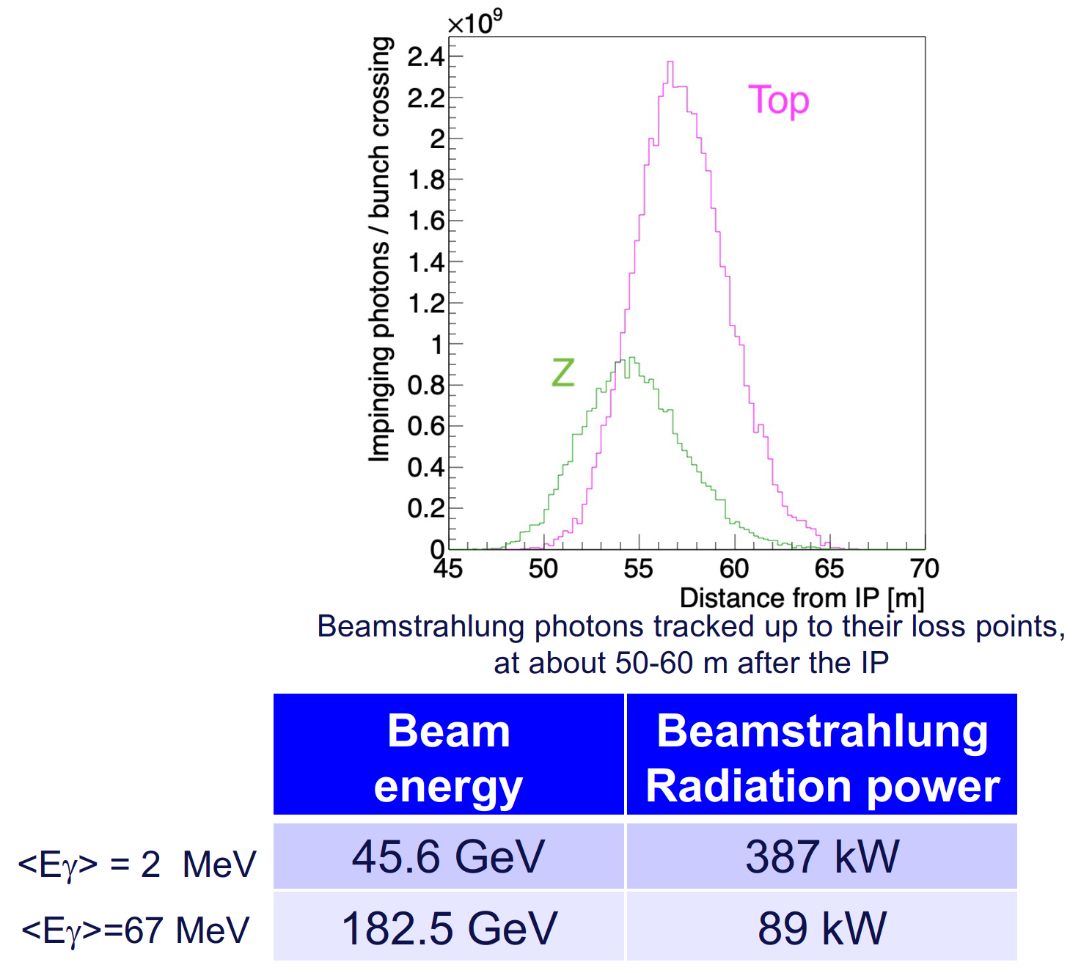 ×10⁹
Impinging photons / bunch crossing
2.4
2.2
2
1.8
1.6
1.4
1.2
1
0.8
0.6
0.4
0.2
0
Top
Z
45 50 55 60 65 70
Distance from IP [m]
Beamstrahlung photons tracked up to their loss points,
at about 50-60 m after the IP
Beam energy
Beamstrahlung Radiation power
<Eγ> = 2 MeV 45.6 GeV 387 kW
<Eγ>=67 MeV 182.5 GeV 89 kW